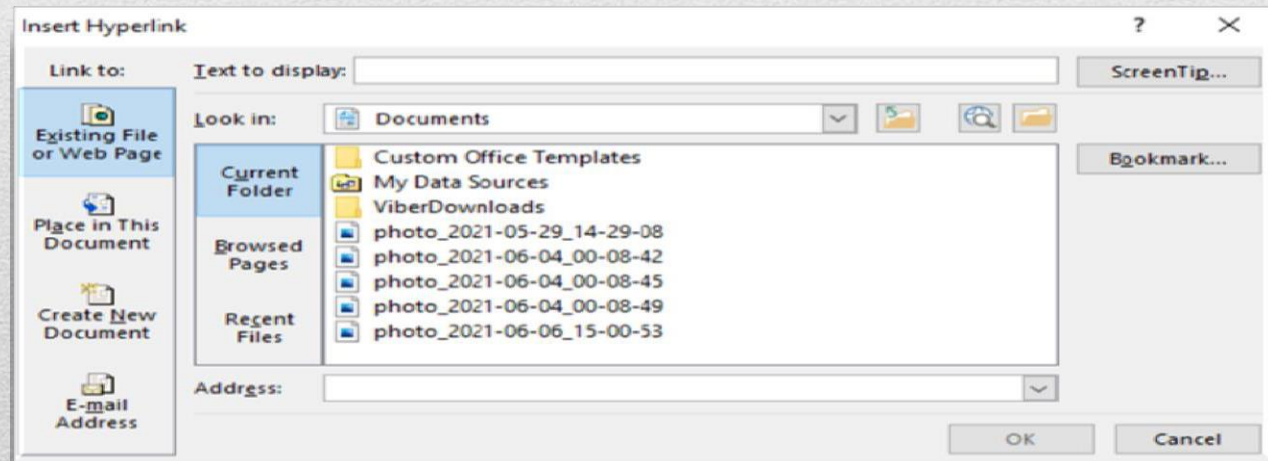 Insert Hyperlink
?
Link to:
Text to display:
ScreenTip...
Existing File
or Web Page
Look in:
Documents
Bookmark...
Current
Folder
Custom Office Templates
My Data Sources
ViberDownloads
photo_2021-05-29_14-29-08
photo_2021-06-04_00-08-42
photo_2021-06-04_00-08-45
photo_2021-06-04_00-08-49
photo_2021-06-06_15-00-53
Place in This
Document
Browsed
Pages
Create New
Document
Recent
Files
E-mail
Address
Address:
OK
Cancel